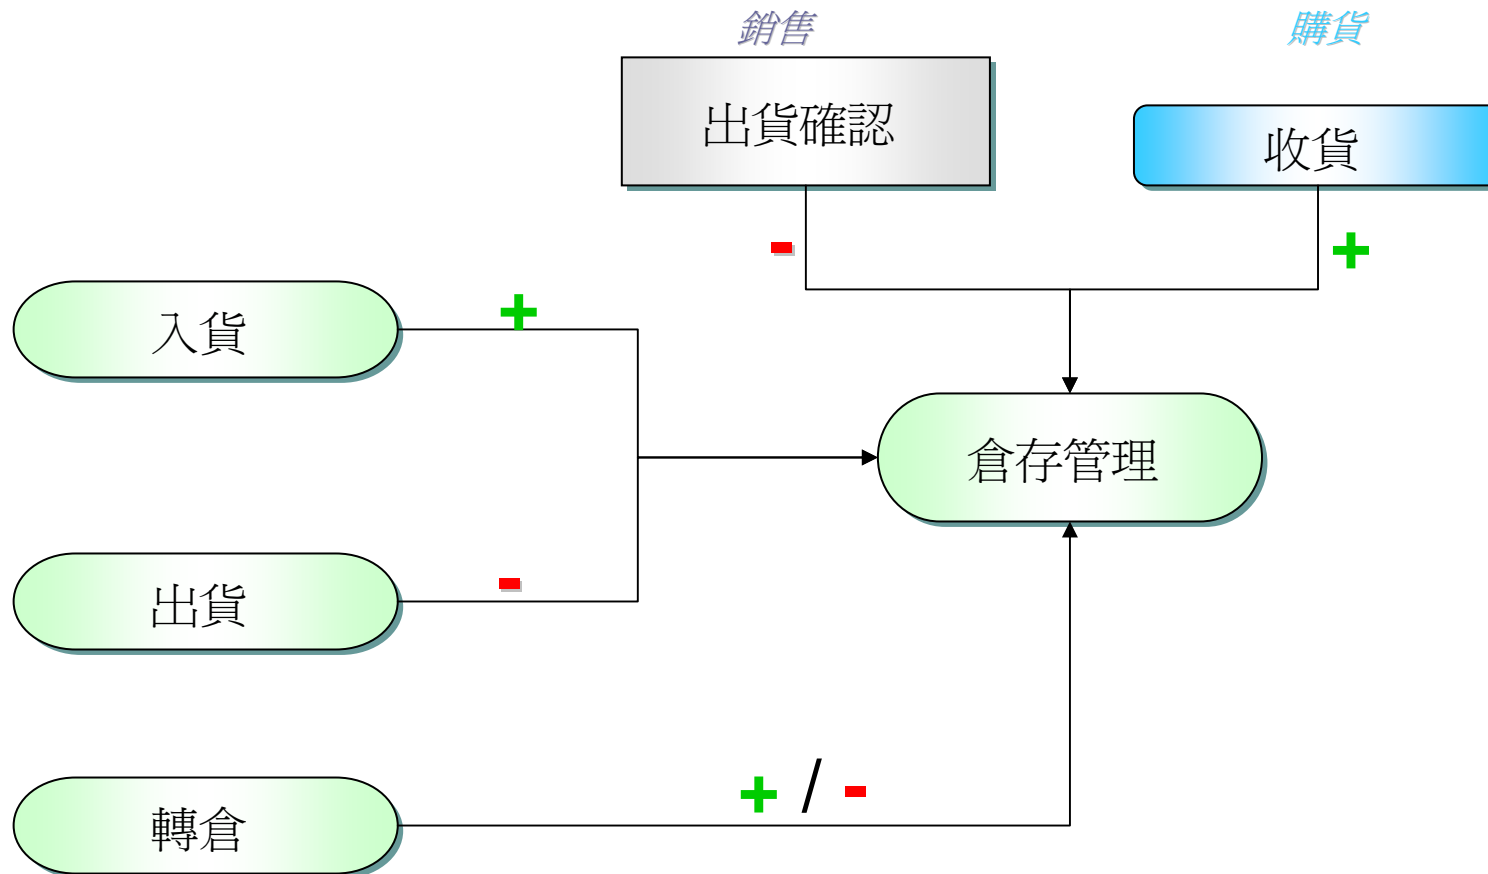 銷售
購貨
出貨確認
收貨
-
+
入貨
+
倉存管理
出貨
-
+ / -
轉倉